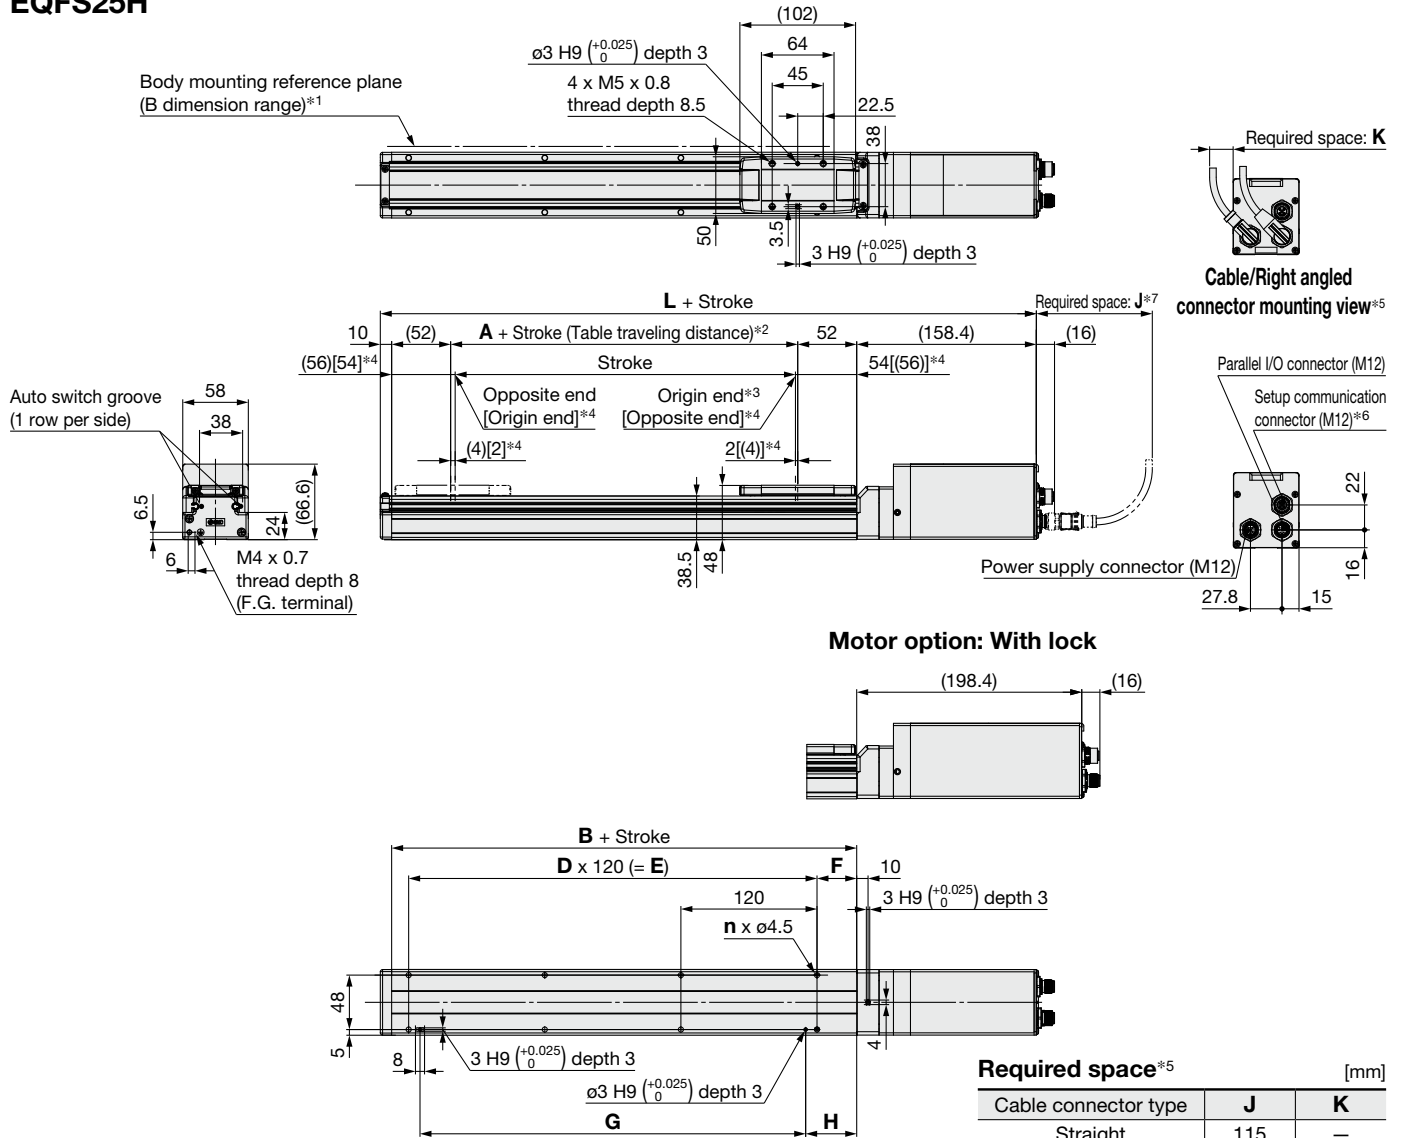 EQFS25H
(102)
ø3 H9 (+0.025 0) depth 3
64
Body mounting reference plane
(B dimension range)*1
4 x M5 x 0.8
thread depth 8.5
45
22.5
38
50
3.5
3 H9 (+0.025 0) depth 3
Required space: K
Cable/Right angled
connector mounting view*5
L + Stroke
Required space: J*7
10
(52)
A + Stroke (Table traveling distance)*2
52
(158.4)
(16)
(56)[54]*4
Stroke
54[(56)]*4
Opposite end
[Origin end]*4
Origin end*3
[Opposite end]*4
(4)[2]*4
2[(4)]*4
38.5
48
Auto switch groove
(1 row per side)
58
38
6.5
24
(66.6)
6
M4 x 0.7
thread depth 8
(F.G. terminal)
Parallel I/O connector (M12)
Setup communication
connector (M12)*6
22
16
Power supply connector (M12)
27.8
15
Motor option: With lock
(198.4)
(16)
B + Stroke
D x 120 (= E)
F
10
120
3 H9 (+0.025 0) depth 3
n x ø4.5
48
5
8
4
3 H9 (+0.025 0) depth 3
ø3 H9 (+0.025 0) depth 3
G
H
Required space*5 [mm]
Cable connector type J K
Straight 115 —